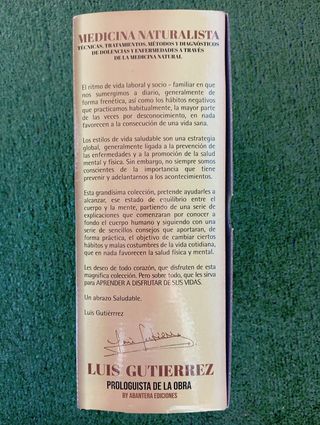 MEDICINA NATURALISTA
TÉCNICAS, TRATAMIENTOS, MÉTODOS Y DIAGNÓSTICOS
DE DOLENCIAS Y ENFERMEDADES A TRAVÉS
DE LA MEDICINA NATURAL
El ritmo de vida laboral y socio - familiar en que
nos sumergimos a diario, generalmente de
forma frenética, así como los hábitos negativos
que practicamos habitualmente, la mayor parte
de las veces por desconocimiento, en nada
favorecen a la consecución de una vida sana.
Los estilos de vida saludable son una estrategia
global, generalmente ligada a la prevención de
las enfermedades y a la promoción de la salud
mental y física. Sin embargo, no siempre somos
conscientes de la importancia que tiene
prevenir y adelantarnos a los acontecimientos.
Esta grandísima colección, pretende ayudarles a
alcanzar, ese estado de equilibrio entre el
cuerpo y la mente, partiendo de una serie de
explicaciones que comenzaran por conocer a
fondo el cuerpo humano y siguiendo con una
serie de sencillos consejos que aportaran, de
forma práctica, el objetivo de cambiar ciertos
hábitos y malas costumbres de la vida cotidiana,
que en nada favorecen la salud física y mental.
Les deseo de todo corazón, que disfruten de esta
magnifica colección. Pero sobre todo, que les sirva
para APRENDER A DISFRUTAR DE SUS VIDAS.
Un abrazo Saludable.
Luis Gutiérrrez
Luis Gutiérrez
LUIS GUTIERREZ
PROLOGUISTA DE LA OBRA
BY ABANTERA EDICIONES